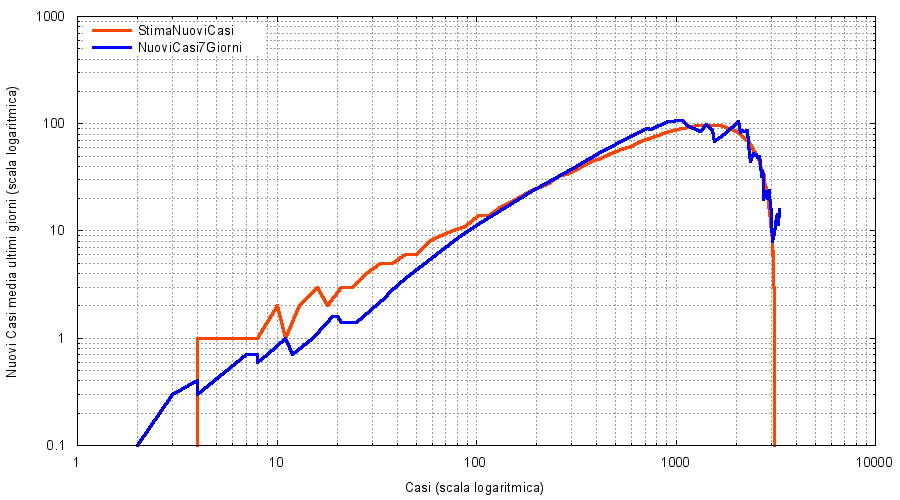 1000
StimaNuoviCasi
NuoviCasi7Giorni
100
10
1
0.1
Nuovi Casi media ultimi giorni (scala logaritmica)
1
10
100
1000
10000
Casi (scala logaritmica)